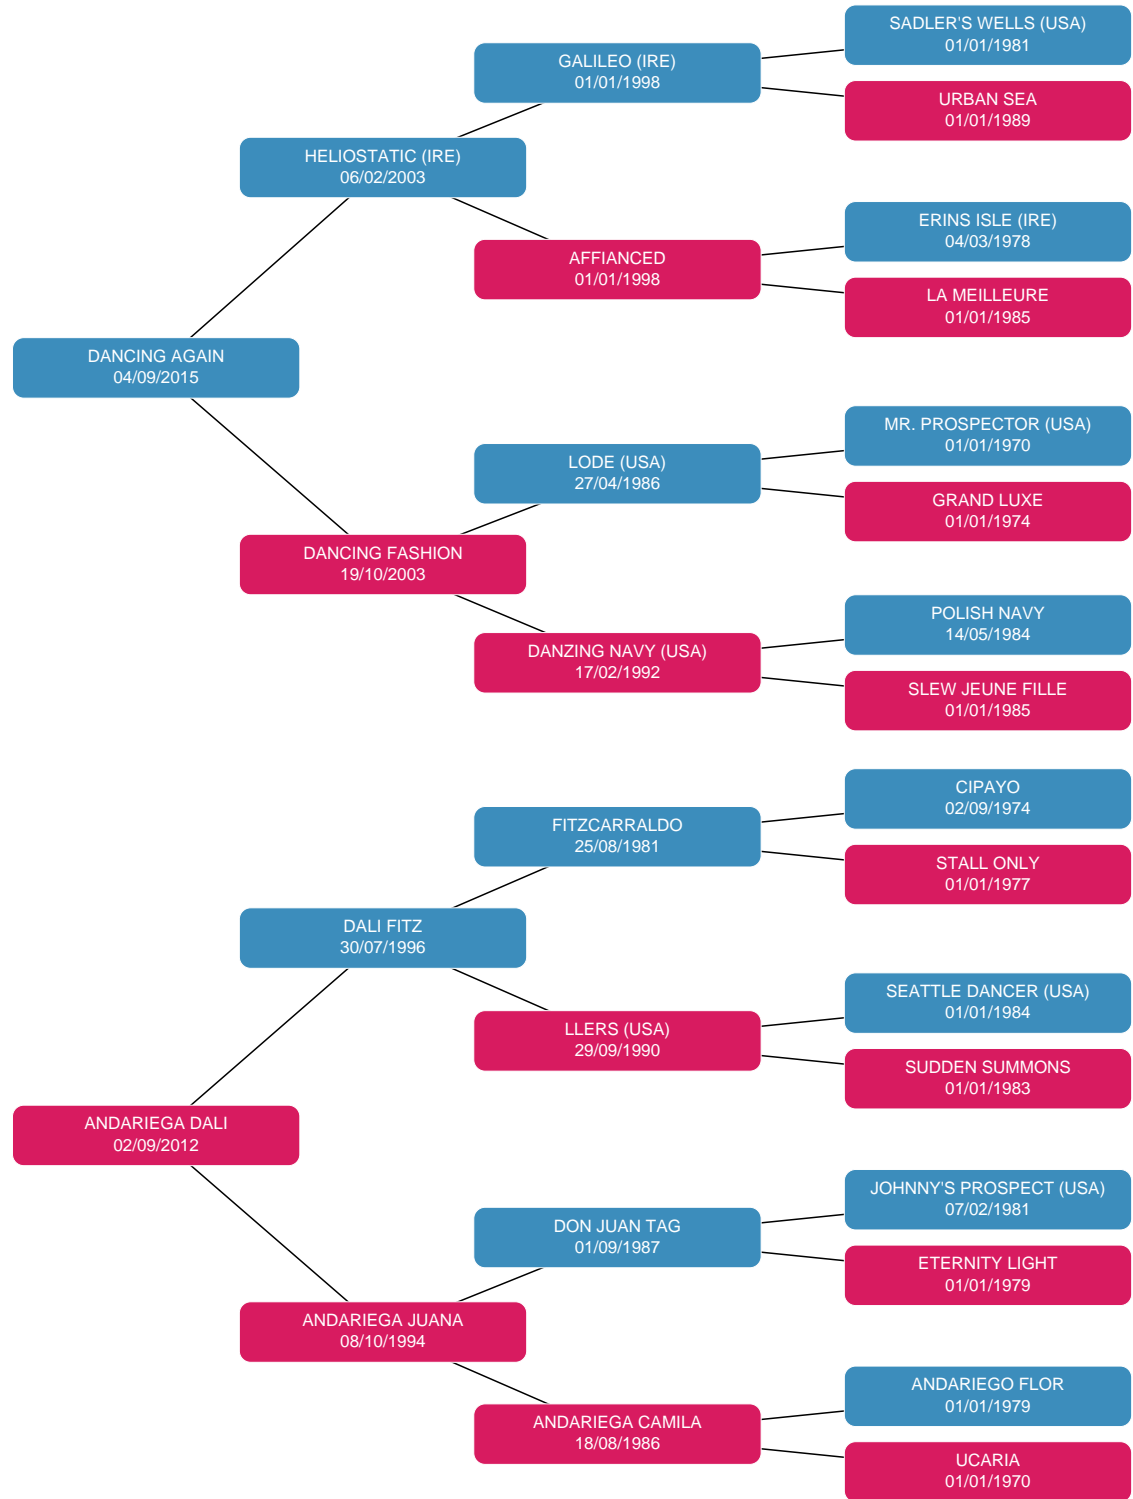 SADLER'S WELLS (USA)
01/01/1981
GALILEO (IRE)
01/01/1998
URBAN SEA
01/01/1989
HELIOSTATIC (IRE)
06/02/2003
ERINS ISLE (IRE)
04/03/1978
AFFIANCED
01/01/1998
LA MEILLEURE
01/01/1985
DANCING AGAIN
04/09/2015
MR. PROSPECTOR (USA)
01/01/1970
LODE (USA)
27/04/1986
GRAND LUXE
01/01/1974
DANCING FASHION
19/10/2003
POLISH NAVY
14/05/1984
DANZING NAVY (USA)
17/02/1992
SLEW JEUNE FILLE
01/01/1985
CIPAYO
02/09/1974
FITZCARRALDO
25/08/1981
STALL ONLY
01/01/1977
DALI FITZ
30/07/1996
SEATTLE DANCER (USA)
01/01/1984
LLERS (USA)
29/09/1990
SUDDEN SUMMONS
01/01/1983
ANDARIEGA DALI
02/09/2012
JOHNNY'S PROSPECT (USA)
07/02/1981
DON JUAN TAG
01/09/1987
ETERNITY LIGHT
01/01/1979
ANDARIEGA JUANA
08/10/1994
ANDARIEGO FLOR
01/01/1979
ANDARIEGA CAMILA
18/08/1986
UCARIA
01/01/1970